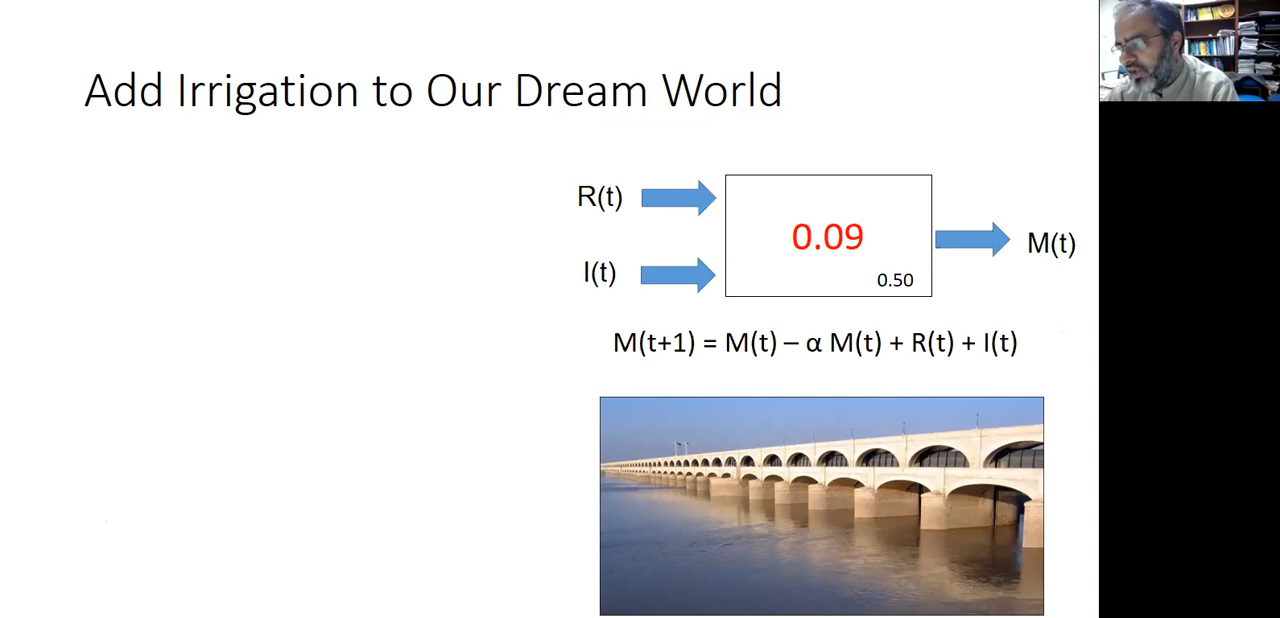 Add Irrigation to Our Dream World
R(t)
0.09
M(t)
I(t)
0.50
M(t+1) = M(t) – α M(t) + R(t) + I(t)